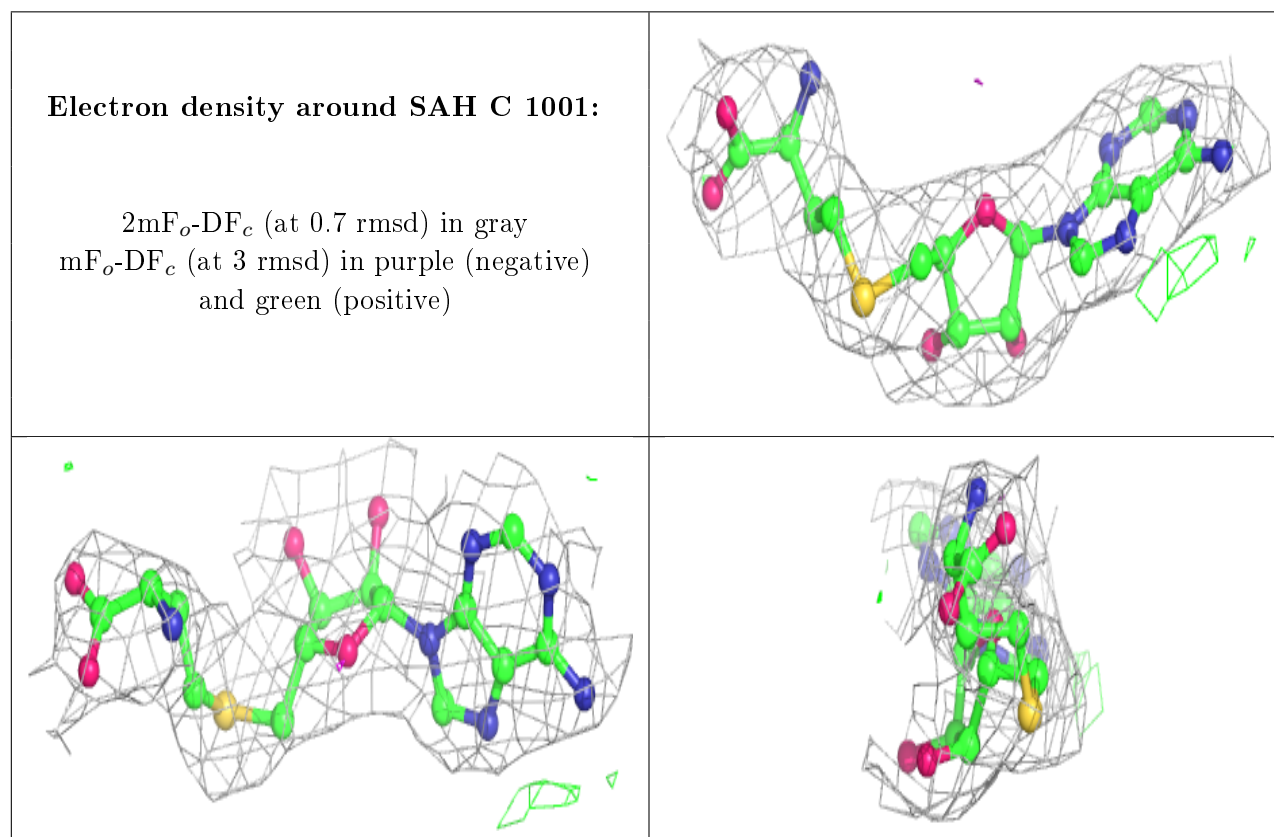 Electron density around SAH C 1001:
2mFₒ-DF𝒸 (at 0.7 rmsd) in gray
mFₒ-DF𝒸 (at 3 rmsd) in purple (negative)
and green (positive)